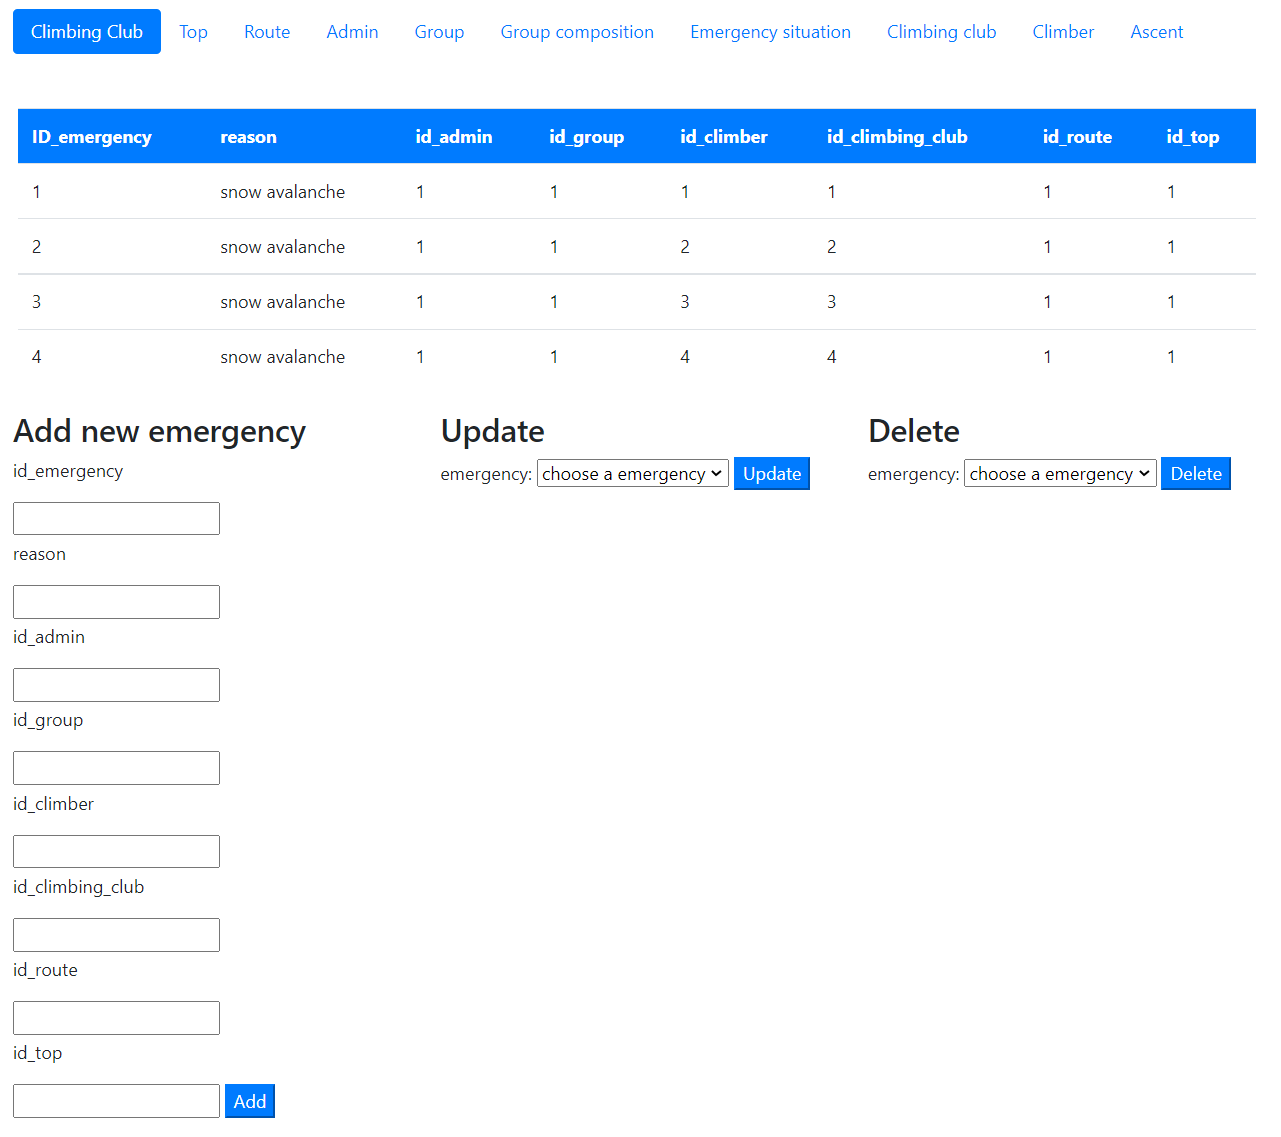 Climbing Club Top Route Admin Group Group composition Emergency situation Climbing club Climber Ascent
ID_emergency reason id_admin id_group id_climber id_climbing_club id_route id_top
1 snow avalanche 1 1 1 1 1 1
2 snow avalanche 1 1 2 2 1 1
3 snow avalanche 1 1 3 3 1 1
4 snow avalanche 1 1 4 4 1 1
Add new emergency
id_emergency
reason
id_admin
id_group
id_climber
id_climbing_club
id_route
id_top
Add
Update
emergency: choose a emergency Update
Delete
emergency: choose a emergency Delete